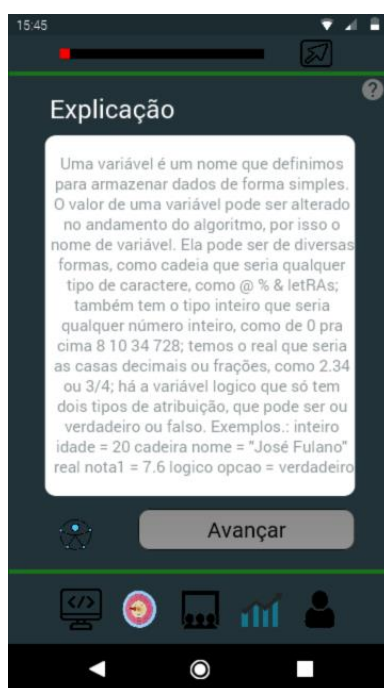 15:45
Explicação
?
Uma variável é um nome que definimos
para armazenar dados de forma simples.
O valor de uma variável pode ser alterado
no andamento do algoritmo, por isso o
nome de variável. Ela pode ser de diversas
formas, como cadeia que seria qualquer
tipo de caractere, como @ % & letRAs;
também tem o tipo inteiro que seria
qualquer número inteiro, como de 0 pra
cima 8 10 34 728; temos o real que seria
as casas decimais ou frações, como 2.34
ou 3/4; há a variável logico que só tem
dois tipos de atribuição, que pode ser ou
verdadeiro ou falso. Exemplos.: inteiro
idade = 20 cadeira nome = "José Fulano"
real nota1 = 7.6 logico opcao = verdadeiro
Avançar
</>